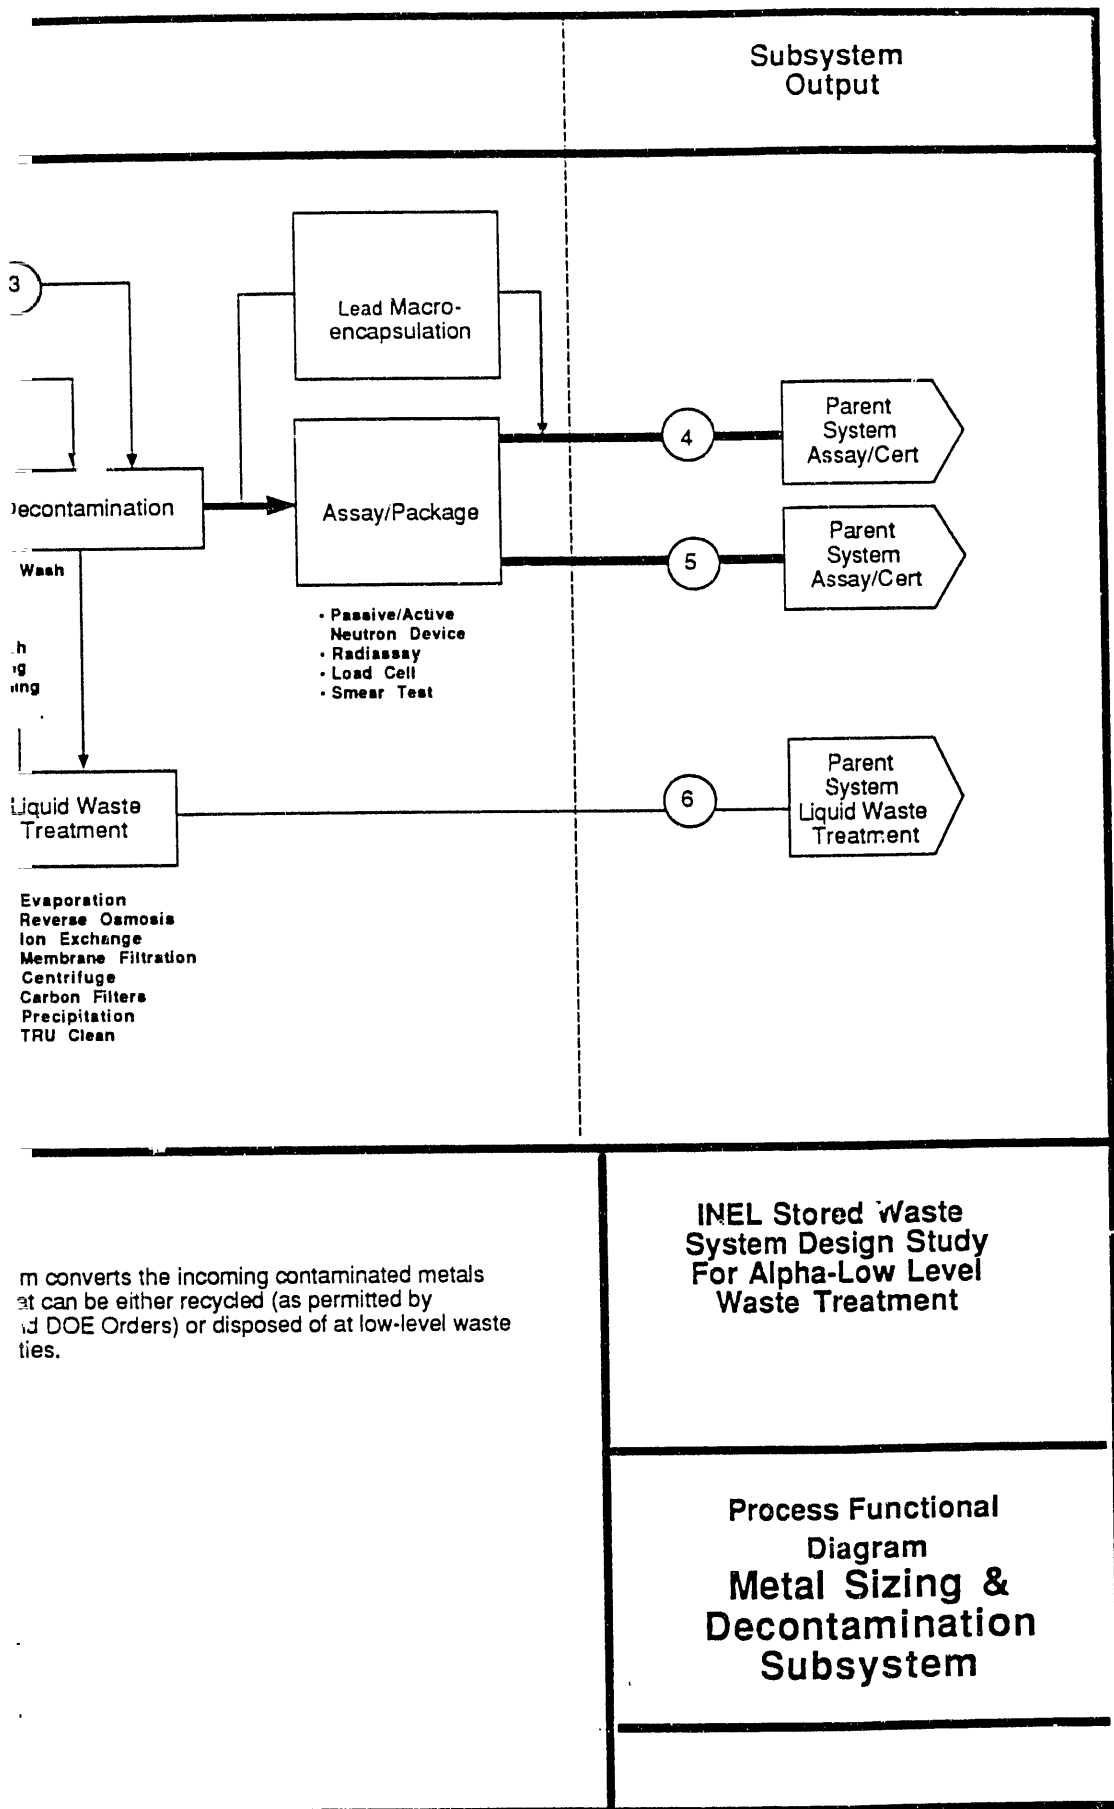 Subsystem
Output
3
Lead Macro-
encapsulation
4
Parent
System
Assay/Cert
Decontamination
Assay/Package
5
Parent
System
Assay/Cert
Wash
• Passive/Active
Neutron Device
• Radiassay
• Load Cell
• Smear Test
Liquid Waste
Treatment
6
Parent
System
Liquid Waste
Treatment
Evaporation
Reverse Osmosis
Ion Exchange
Membrane Filtration
Centrifuge
Carbon Filters
Precipitation
TRU Clean
INEL Stored Waste
System Design Study
For Alpha-Low Level
Waste Treatment
m converts the incoming contaminated metals
at can be either recycled (as permitted by
d DOE Orders) or disposed of at low-level waste
ties.
Process Functional
Diagram
Metal Sizing &
Decontamination
Subsystem